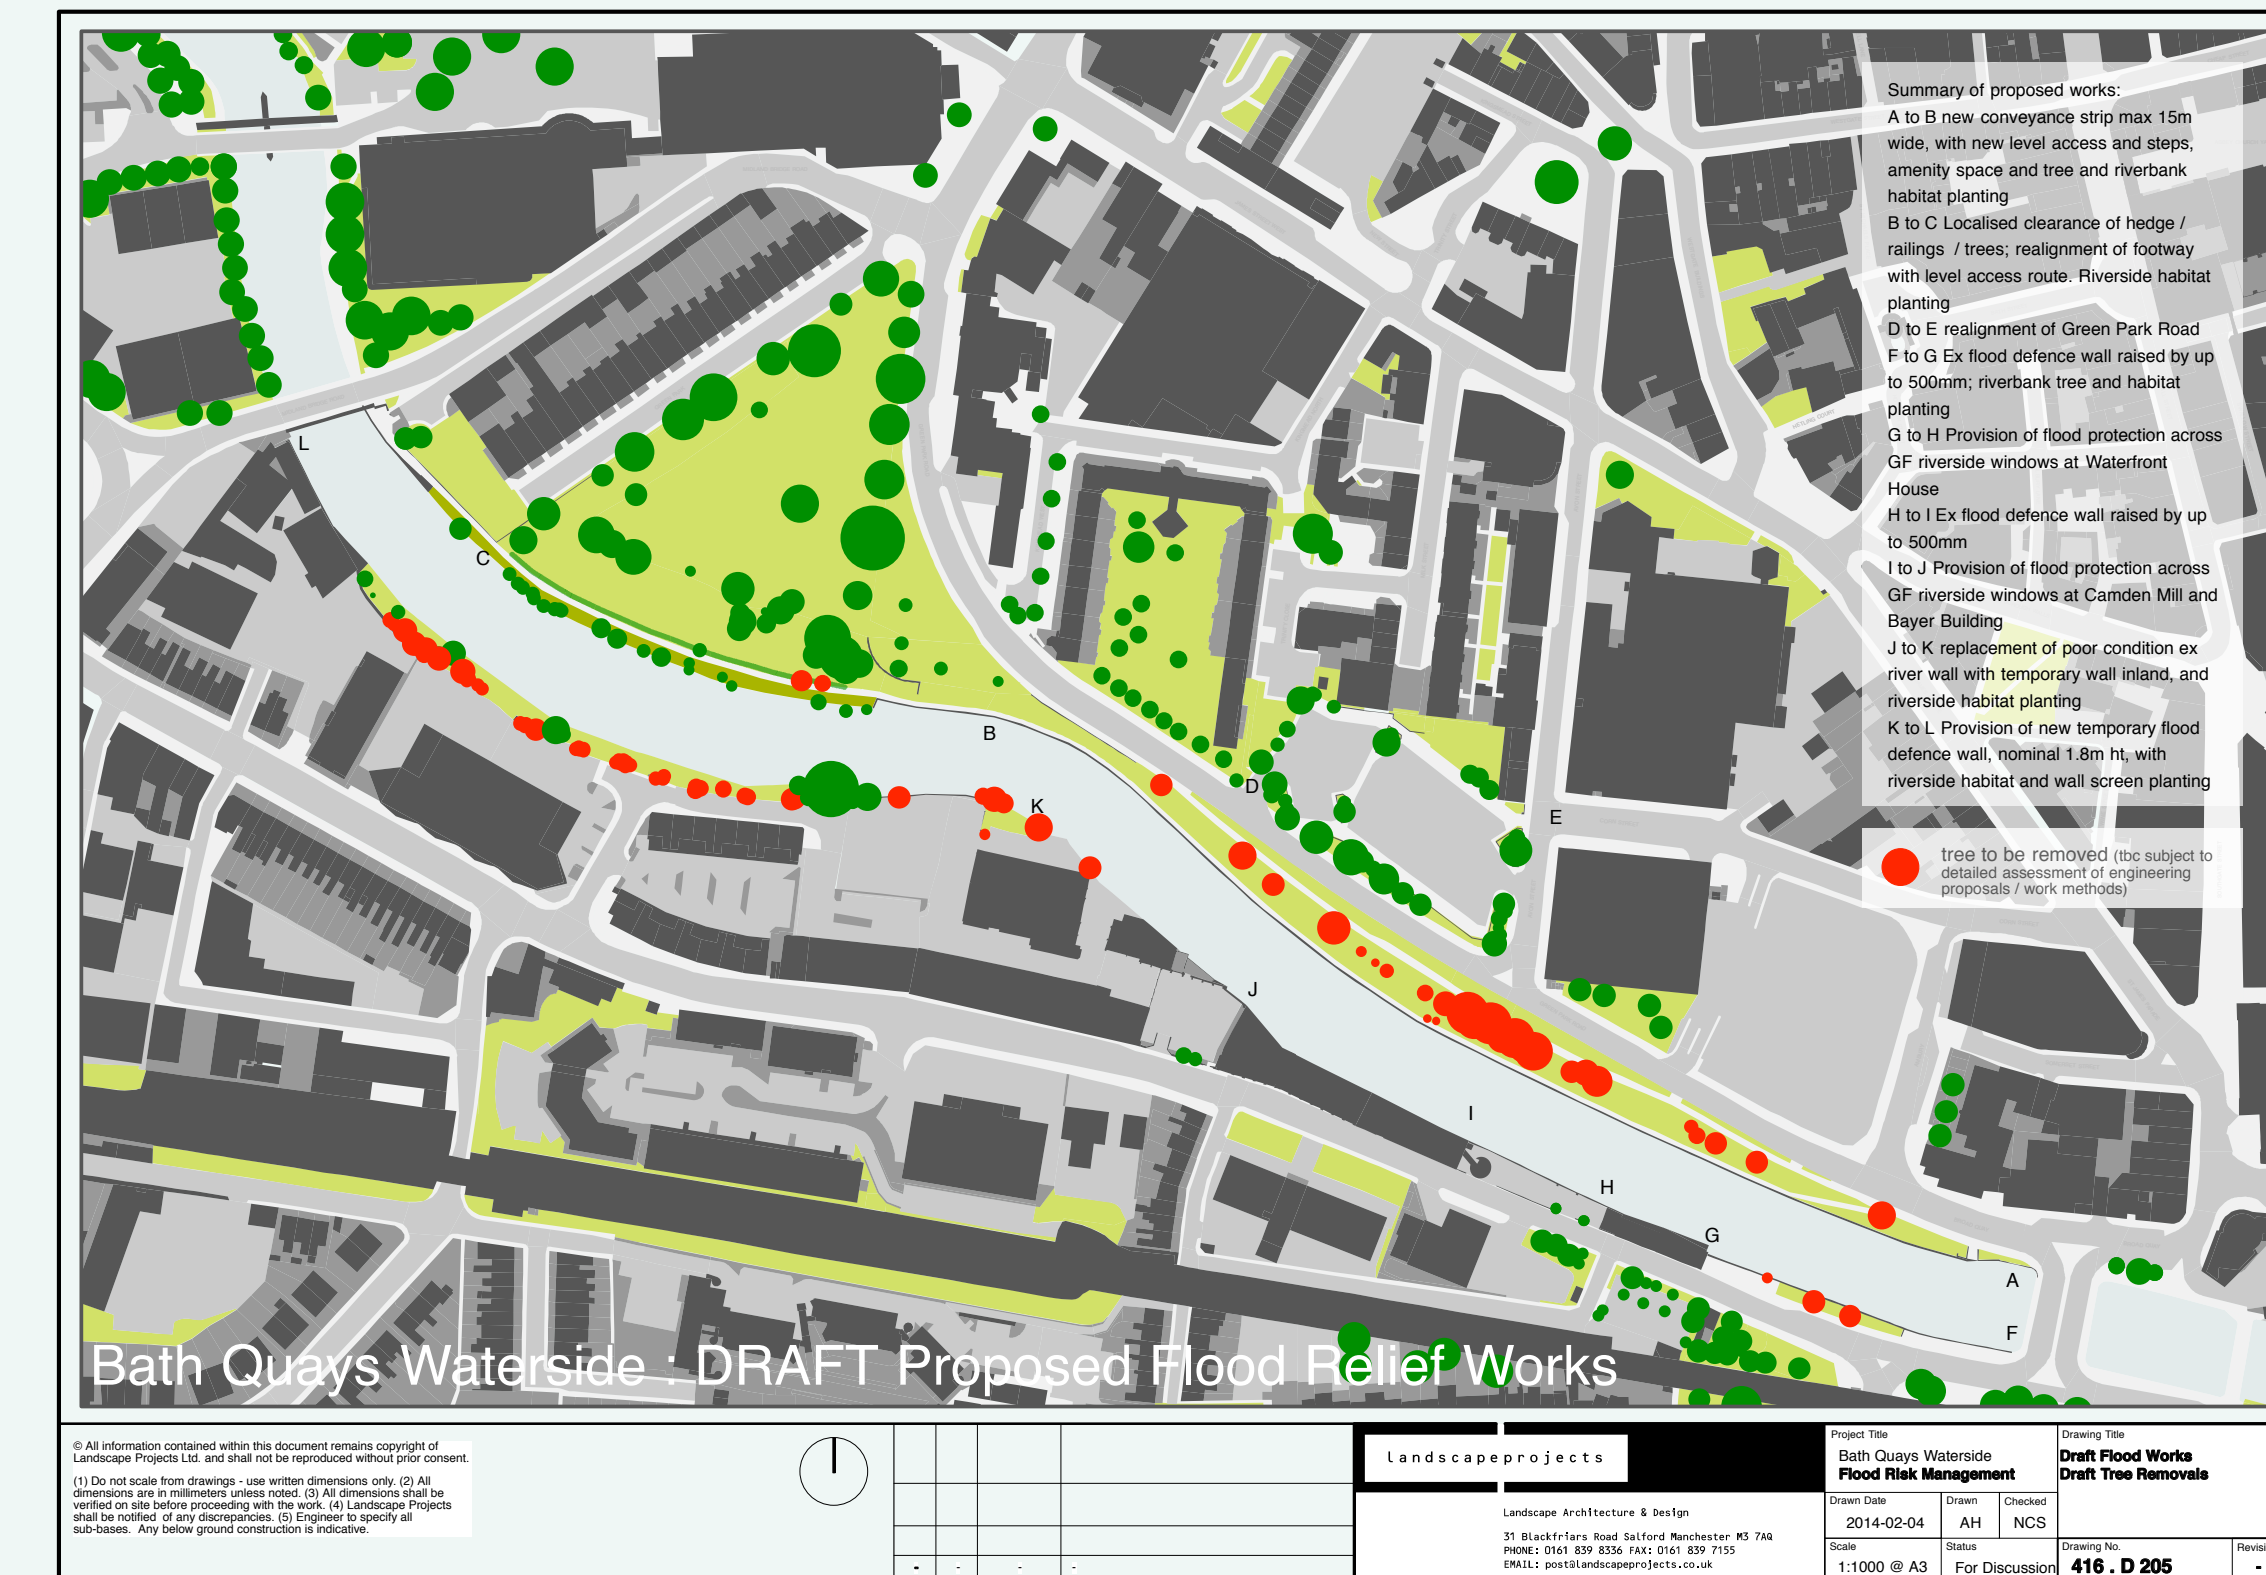 Summary of proposed works:
A to B new conveyance strip max 15m
wide, with new level access and steps,
amenity space and tree and riverbank
habitat planting
B to C Localised clearance of hedge /
railings / trees; realignment of footway
with level access route. Riverside habitat
planting
D to E realignment of Green Park Road
F to G Ex flood defence wall raised by up
to 500mm; riverbank tree and habitat
planting
G to H Provision of flood protection across
GF riverside windows at Waterfront
House
H to I Ex flood defence wall raised by up
to 500mm
I to J Provision of flood protection across
GF riverside windows at Camden Mill and
Bayer Building
J to K replacement of poor condition ex
river wall with temporary wall inland, and
riverside habitat planting
K to L Provision of new temporary flood
defence wall, nominal 1.8m ht, with
riverside habitat and wall screen planting
tree to be removed (tbc subject to
detailed assessment of engineering
proposals / work methods)
L
C
B
D
K
E
J
I
H
G
A
F
Bath Quays Waterside : DRAFT Proposed Flood Relief Works
© All information contained within this document remains copyright of
Landscape Projects Ltd. and shall not be reproduced without prior consent.
(1) Do not scale from drawings - use written dimensions only. (2) All
dimensions are in millimeters unless noted. (3) All dimensions shall be
verified on site before proceeding with the work. (4) Landscape Projects
shall be notified of any discrepancies. (5) Engineer to specify all
sub-bases. Any below ground construction is indicative.
- - - -
landscapeprojects
Landscape Architecture & Design
31 Blackfriars Road Salford Manchester M3 7AQ
PHONE: 0161 839 8336 FAX: 0161 839 7155
EMAIL: post@landscapeprojects.co.uk
Project Title
Bath Quays Waterside
Flood Risk Management
Drawing Title
Draft Flood Works
Draft Tree Removals
Drawn Date
2014-02-04
Drawn
AH
Checked
NCS
Scale
1:1000 @ A3
Status
For Discussion
Drawing No.
416 . D 205
Revisi
-